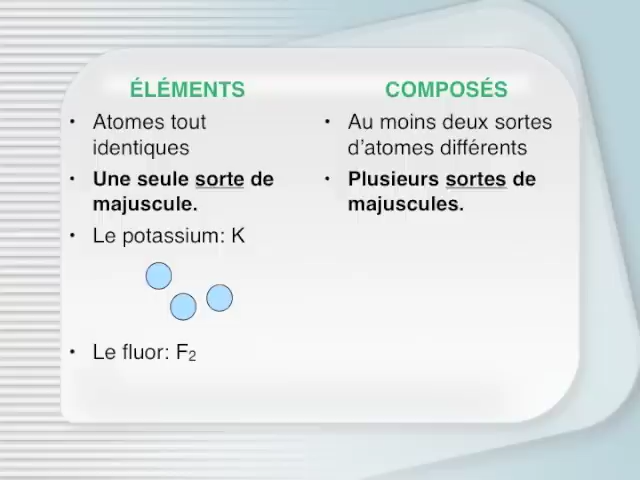 ÉLÉMENTS
• Atomes tout
identiques
• Une seule sorte de
majuscule.
• Le potassium: K
• Le fluor: F₂
COMPOSÉS
• Au moins deux sortes
d'atomes différents
• Plusieurs sortes de
majuscules.